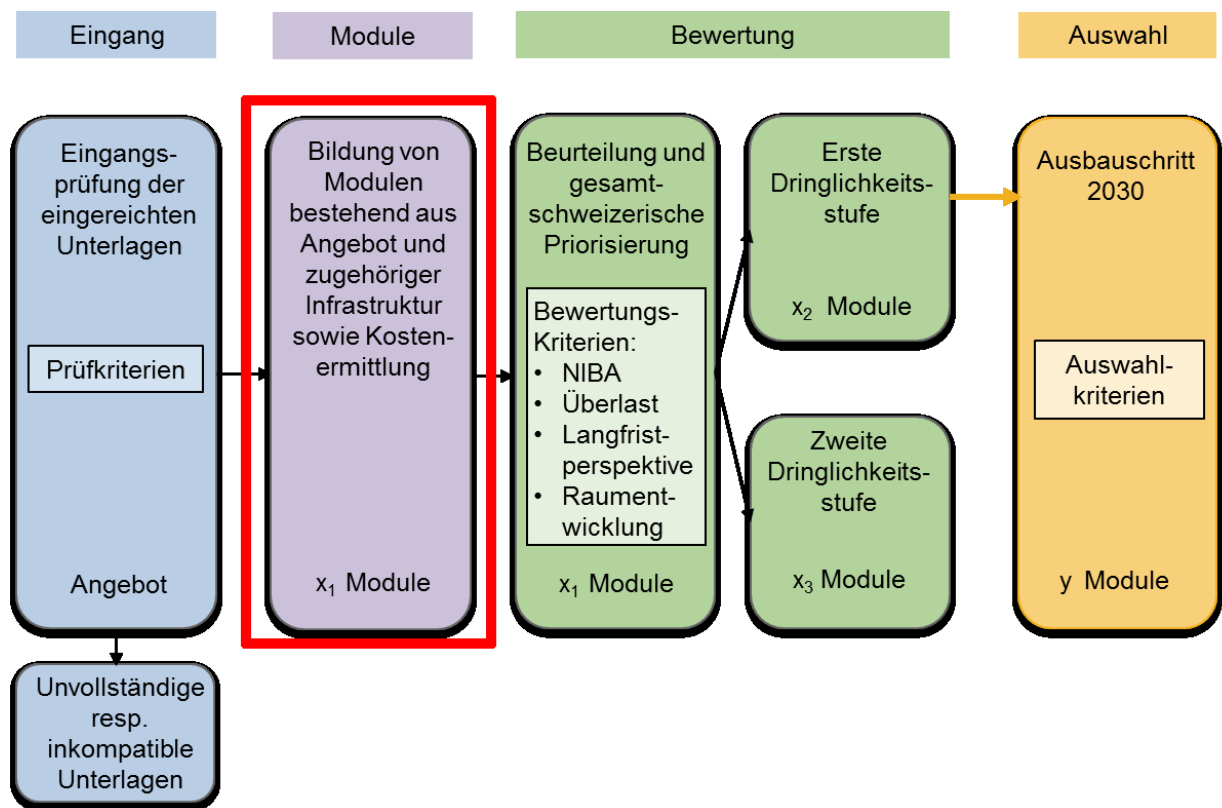 Eingang
Module
Bewertung
Auswahl
Eingangs-
prüfung der
eingereichten
Unterlagen
Prüfkriterien
Angebot
Unvollständige
resp.
inkompatible
Unterlagen
Bildung von
Modulen
bestehend aus
Angebot und
zugehöriger
Infrastruktur
sowie Kosten-
ermittlung
x₁ Module
Beurteilung und
gesamt-
schweizerische
Priorisierung
Bewertungs-
Kriterien:
• NIBA
• Überlast
• Langfrist-
perspektive
• Raument-
wicklung
x₁ Module
Erste
Dringlichkeits-
stufe
x₂ Module
Zweite
Dringlichkeits-
stufe
x₃ Module
Ausbauschritt
2030
Auswahl-
kriterien
y Module